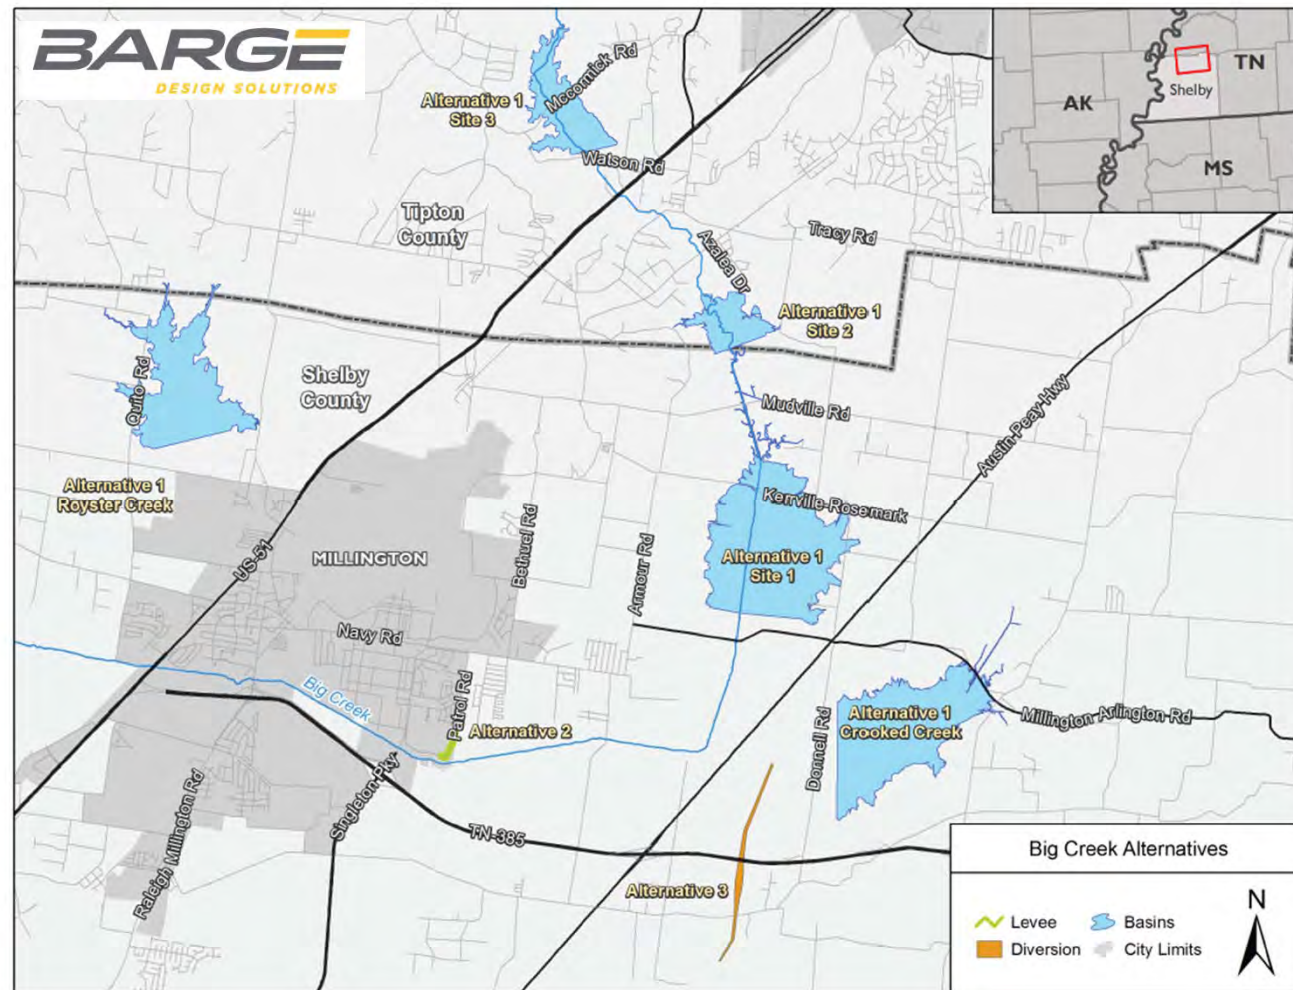 BARGE
DESIGN SOLUTIONS
Alternative 1
Site 3
Mccormick Rd
Watson Rd
TN
Shelby
AK
MS
Tipton
County
Azalea Dr
Tracy Rd
Alternative 1
Site 2
Shelby
County
Quito Rd
Mudville Rd
Austin Peay Hwy
Alternative 1
Royster Creek
Kerrville-Rosemark
US-51
MILLINGTON
Bethuel Rd
Armour Rd
Alternative 1
Site 1
Navy Rd
Big Creek
Patrol Rd
Alternative 2
Donnell Rd
Alternative 1
Crooked Creek
Millington Arlington Rd
Raleigh Millington Rd
Singleton Pky
TN-385
Alternative 3
Big Creek Alternatives
Levee
Basins
Diversion
City Limits
N